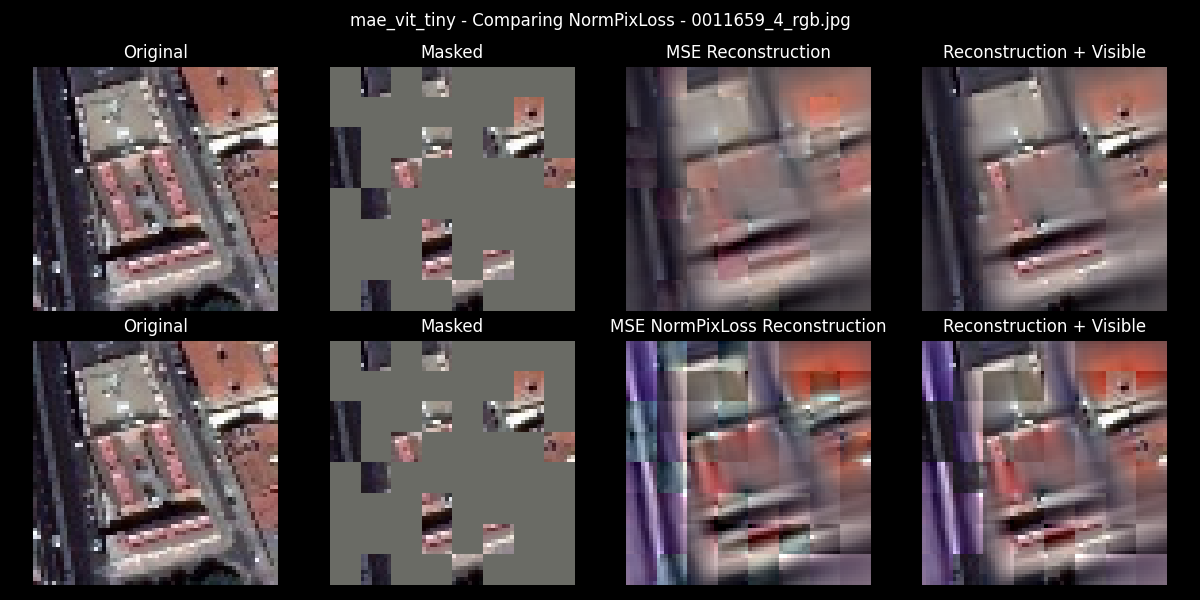 mae_vit_tiny - Comparing NormPixLoss - 0011659_4_rgb.jpg
Original Masked MSE Reconstruction Reconstruction + Visible
Original Masked MSE NormPixLoss Reconstruction Reconstruction + Visible